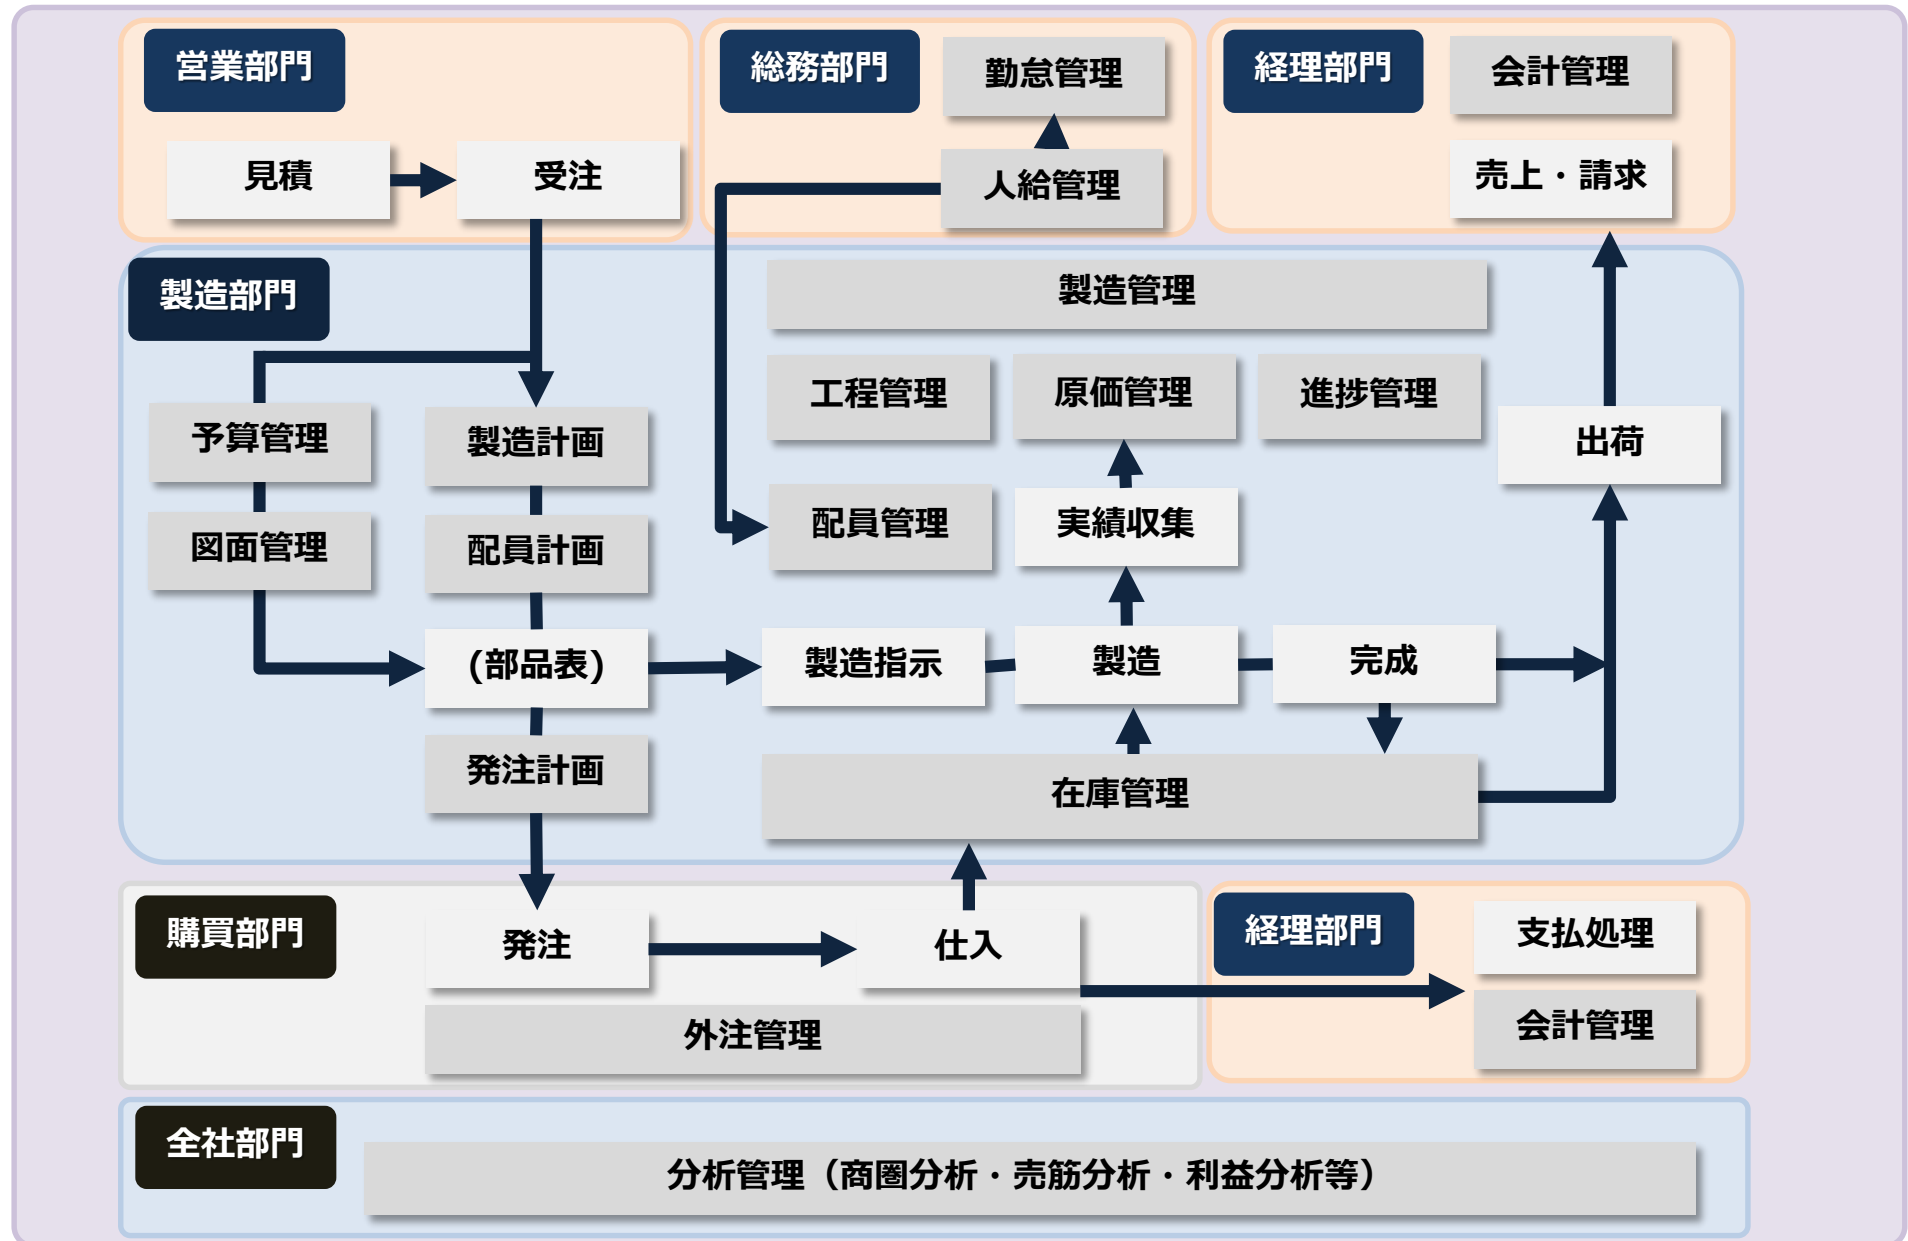 営業部門
見積
受注
総務部門
勤怠管理
人給管理
経理部門
会計管理
売上・請求
製造部門
製造管理
工程管理
原価管理
進捗管理
予算管理
製造計画
出荷
図面管理
配員計画
配員管理
実績収集
(部品表)
製造指示
製造
完成
発注計画
在庫管理
購買部門
発注
仕入
外注管理
経理部門
支払処理
会計管理
全社部門
分析管理（商圏分析・売筋分析・利益分析等）